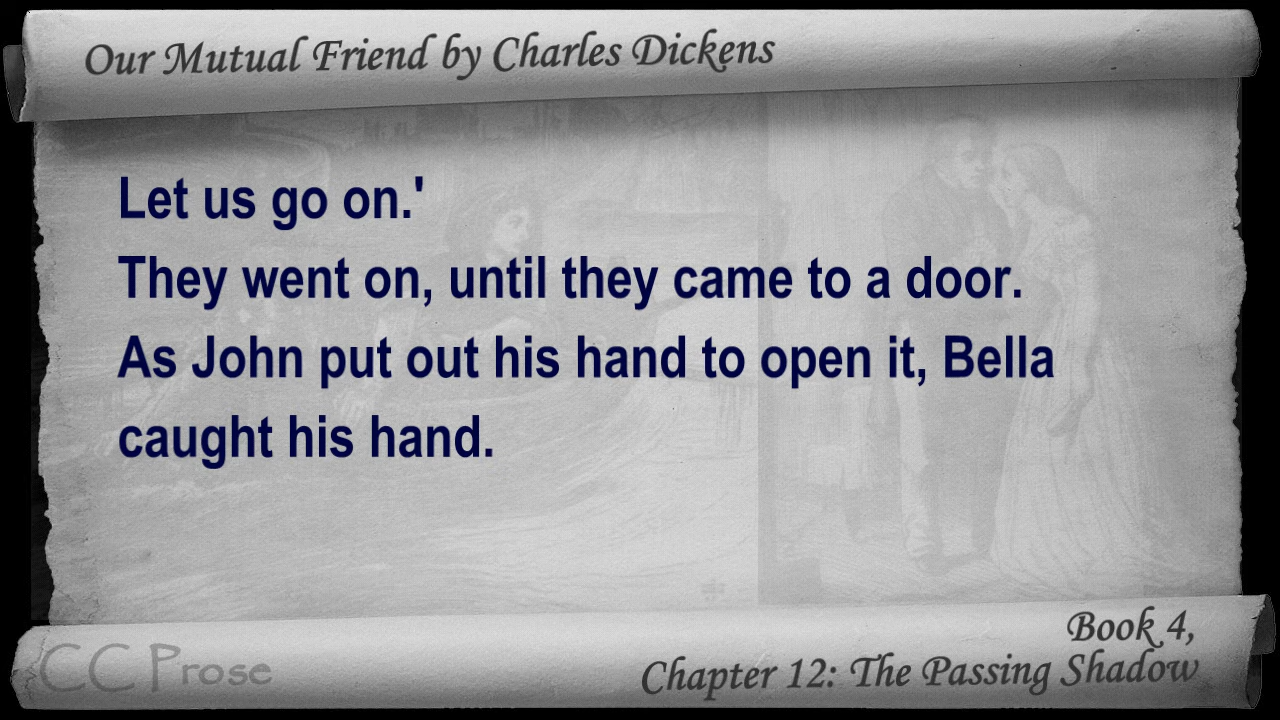 Our Mutual Friend by Charles Dickens
Let us go on.'
They went on, until they came to a door.
As John put out his hand to open it, Bella
caught his hand.
Book 4,
Chapter 12: The Passing Shadow
CC Prose